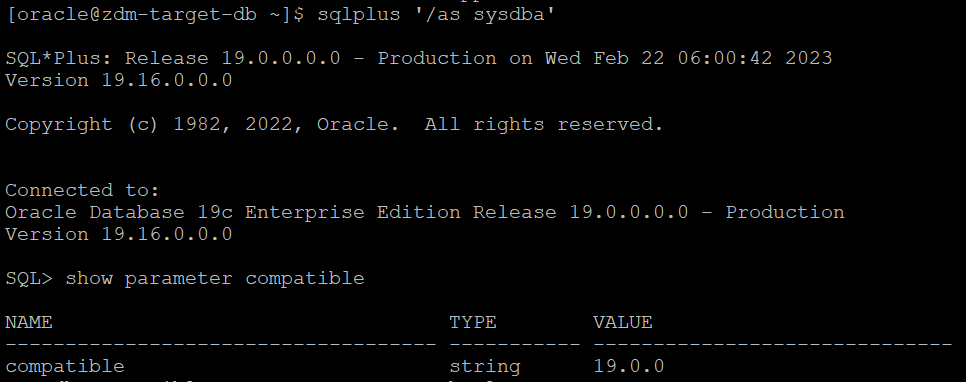 [oracle@zdm-target-db ~]$ sqlplus '/as sysdba'
SQL*Plus: Release 19.0.0.0.0 - Production on Wed Feb 22 06:00:42 2023
Version 19.16.0.0.0
Copyright (c) 1982, 2022, Oracle.  All rights reserved.
Connected to:
Oracle Database 19c Enterprise Edition Release 19.0.0.0.0 - Production
Version 19.16.0.0.0
SQL> show parameter compatible
NAME                                 TYPE        VALUE
------------------------------------ ----------- ------------------------------
compatible                           string      19.0.0